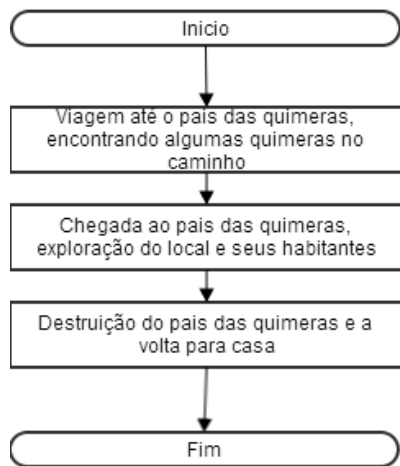 Inicio
Viagem até o pais das quimeras,
encontrando algumas quimeras no
caminho
Chegada ao pais das quimeras,
exploração do local e seus habitantes
Destruição do pais das quimeras e a
volta para casa
Fim